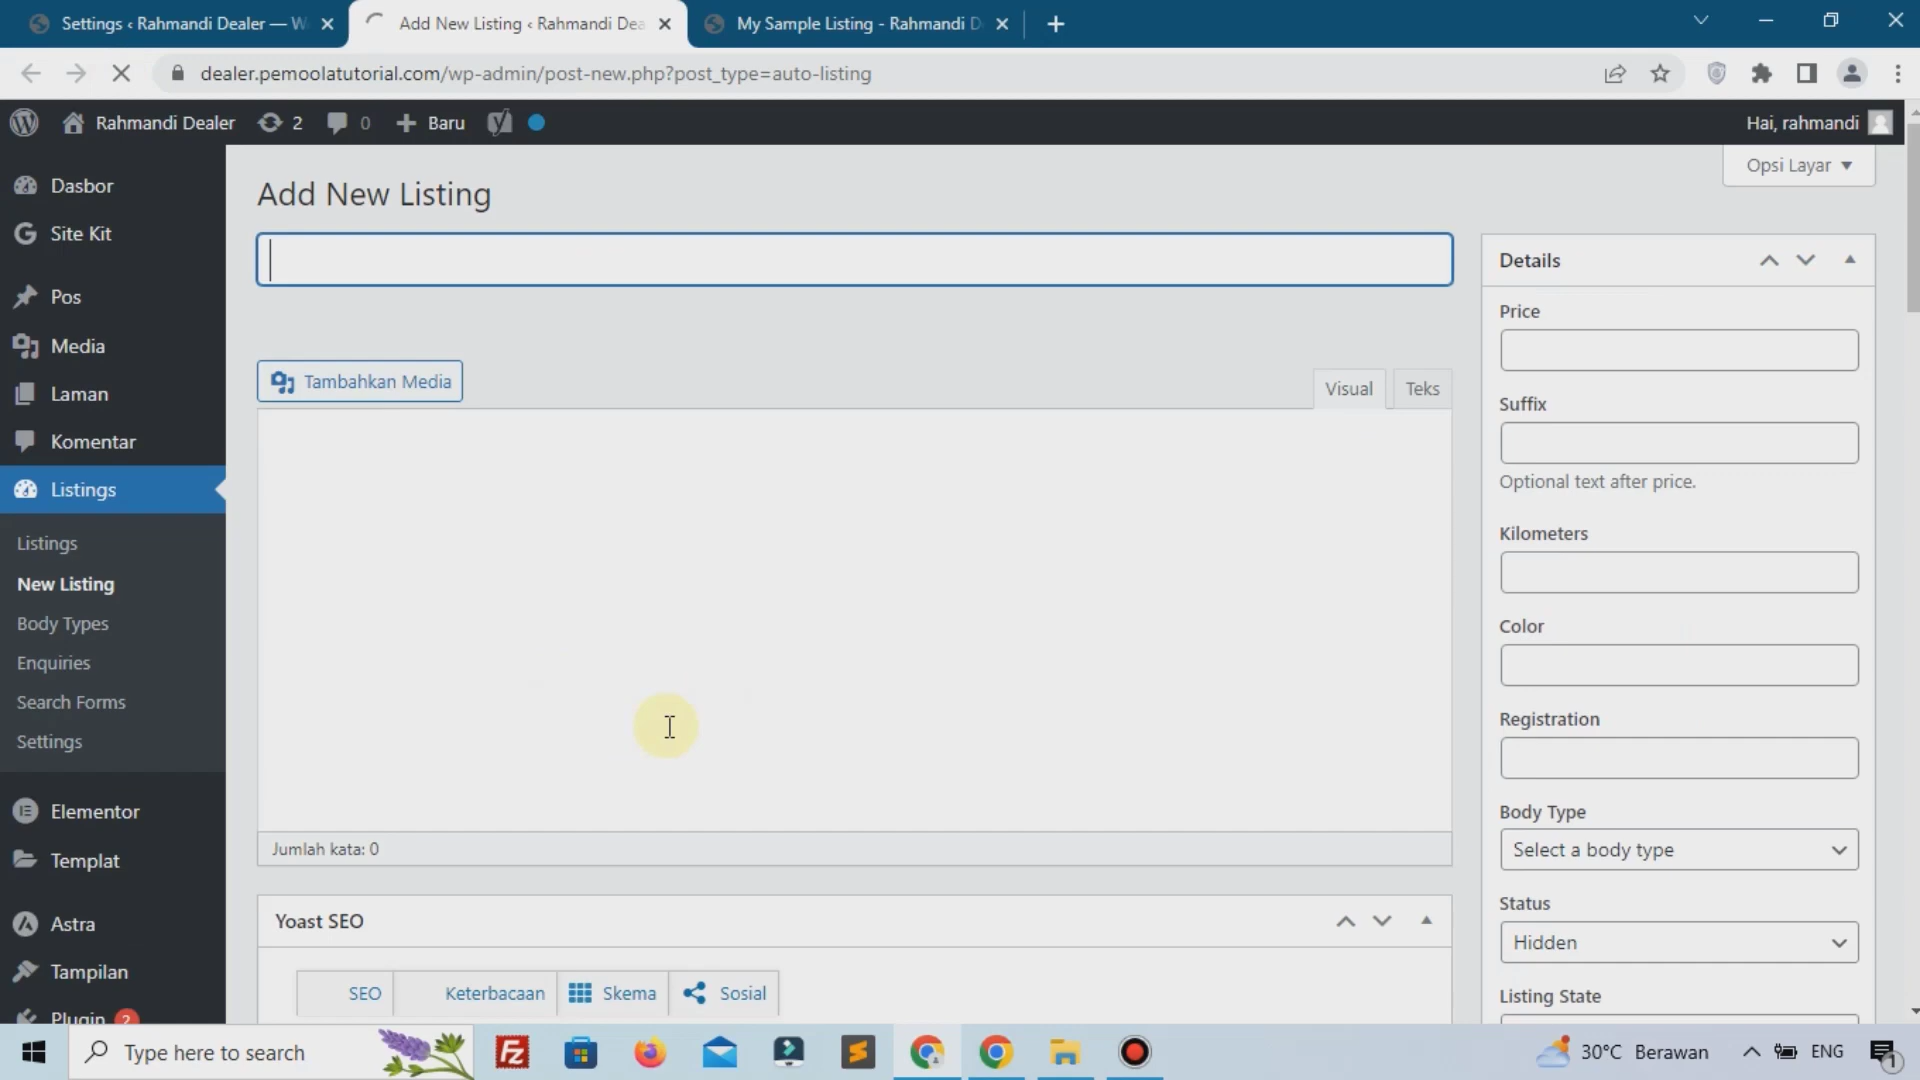 Settings ‹ Rahmandi Dealer — W
Add New Listing ‹ Rahmandi Dea
My Sample Listing - Rahmandi D
dealer.pemoolatutorial.com/wp-admin/post-new.php?post_type=auto-listing
Rahmandi Dealer
2
0
Baru
Hai, rahmandi
Opsi Layar
Dasbor
Site Kit
Pos
Media
Laman
Komentar
Listings
Listings
New Listing
Body Types
Enquiries
Search Forms
Settings
Elementor
Templat
Astra
Tampilan
Plugin 2
Add New Listing
Tambahkan Media
Visual
Teks
Jumlah kata: 0
Yoast SEO
SEO
Keterbacaan
Skema
Sosial
Details
Price
Suffix
Optional text after price.
Kilometers
Color
Registration
Body Type
Select a body type
Status
Hidden
Listing State
Type here to search
30°C Berawan
ENG
1